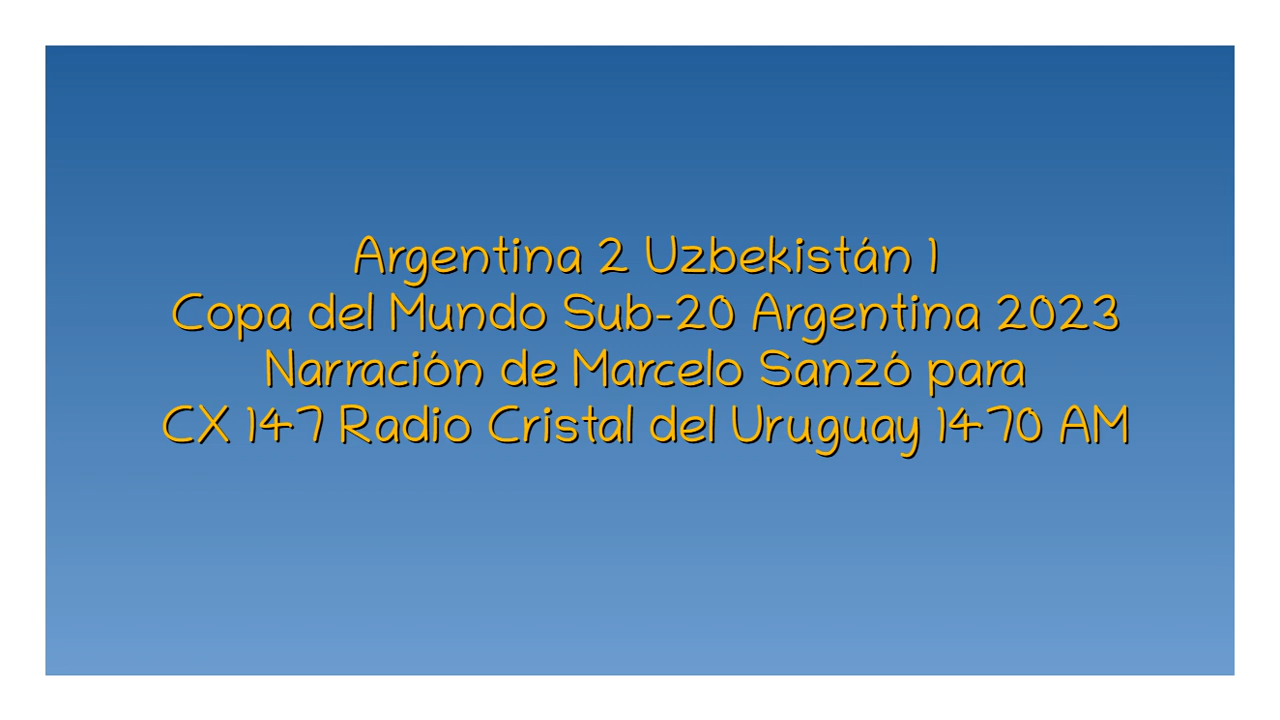 Argentina 2 Uzbekistán 1
Copa del Mundo Sub-20 Argentina 2023
Narración de Marcelo Sanzó para
CX 147 Radio Cristal del Uruguay 1470 AM